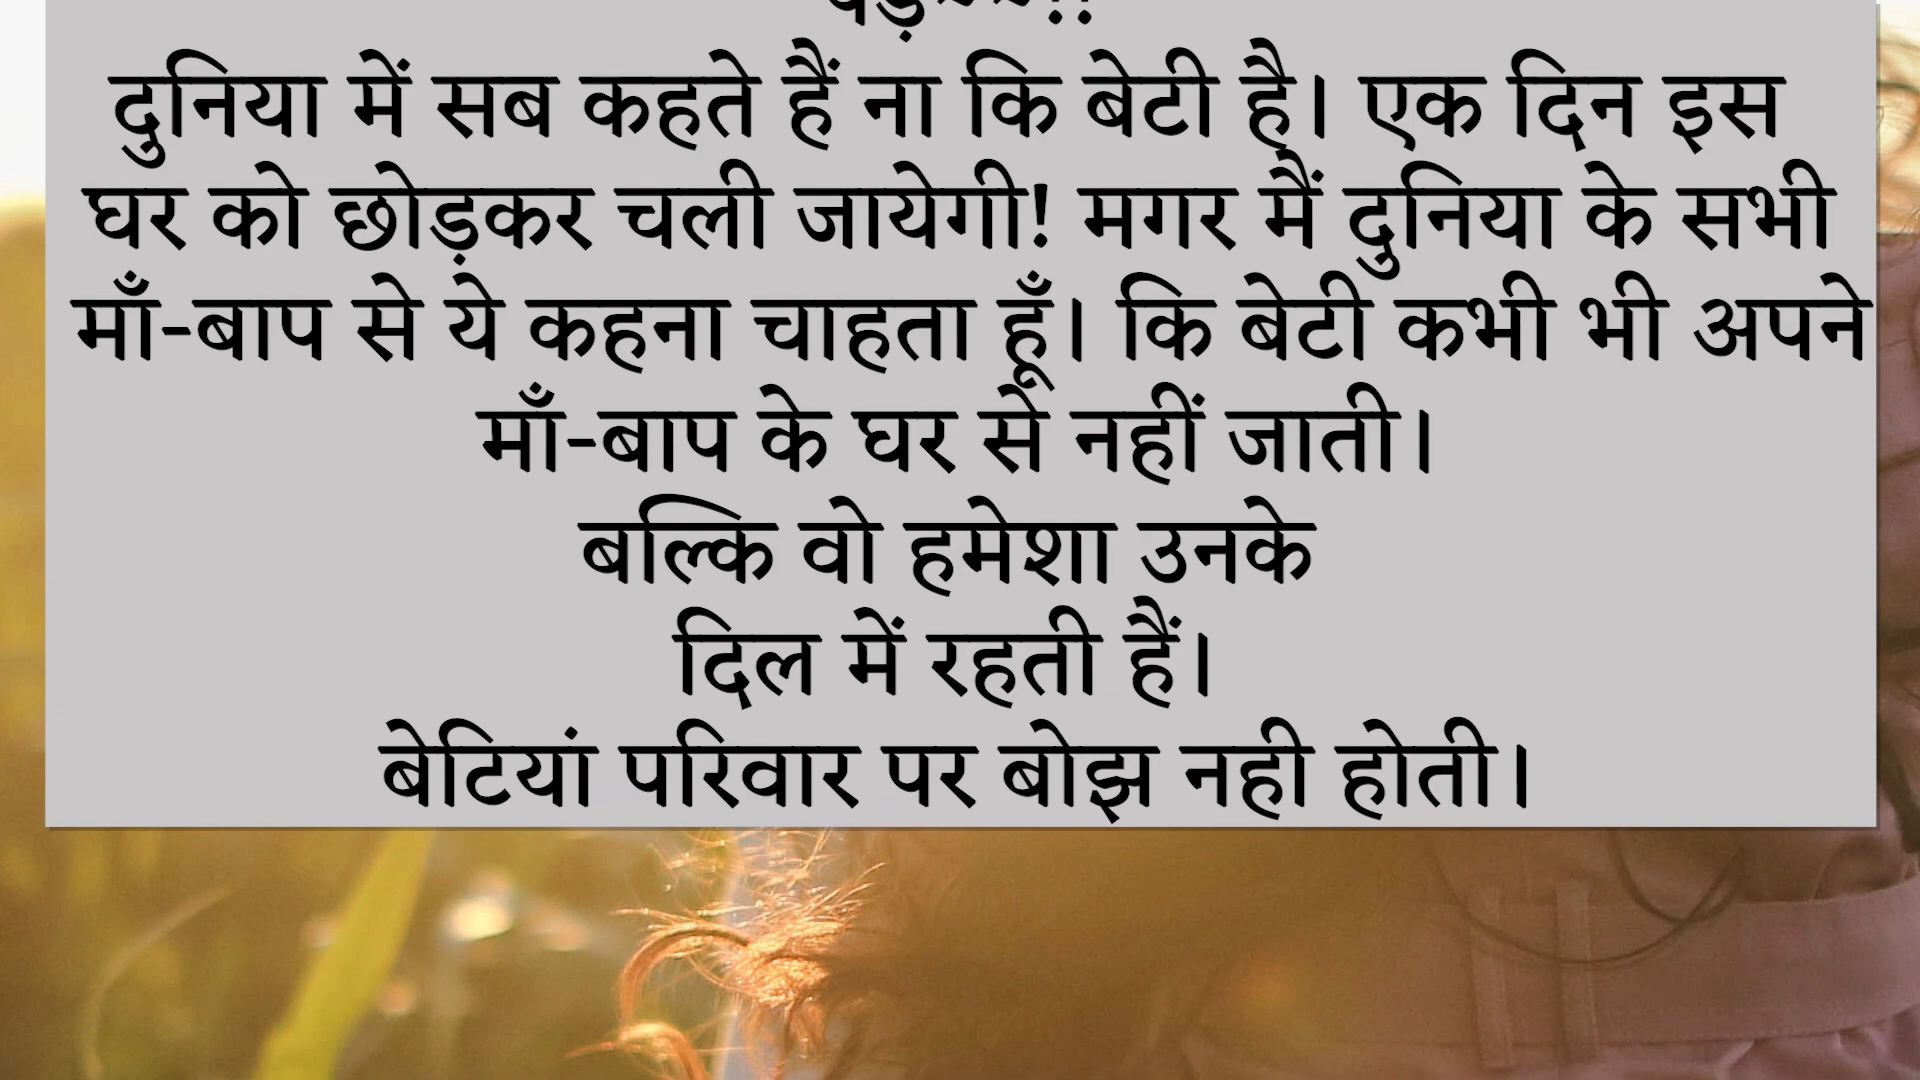 दुनिया में सब कहते हैं ना कि बेटी है। एक दिन इस
घर को छोड़कर चली जायेगी! मगर मैं दुनिया के सभी
माँ-बाप से ये कहना चाहता हूँ। कि बेटी कभी भी अपने
माँ-बाप के घर से नहीं जाती।
बल्कि वो हमेशा उनके
दिल में रहती हैं।
बेटियां परिवार पर बोझ नही होती।